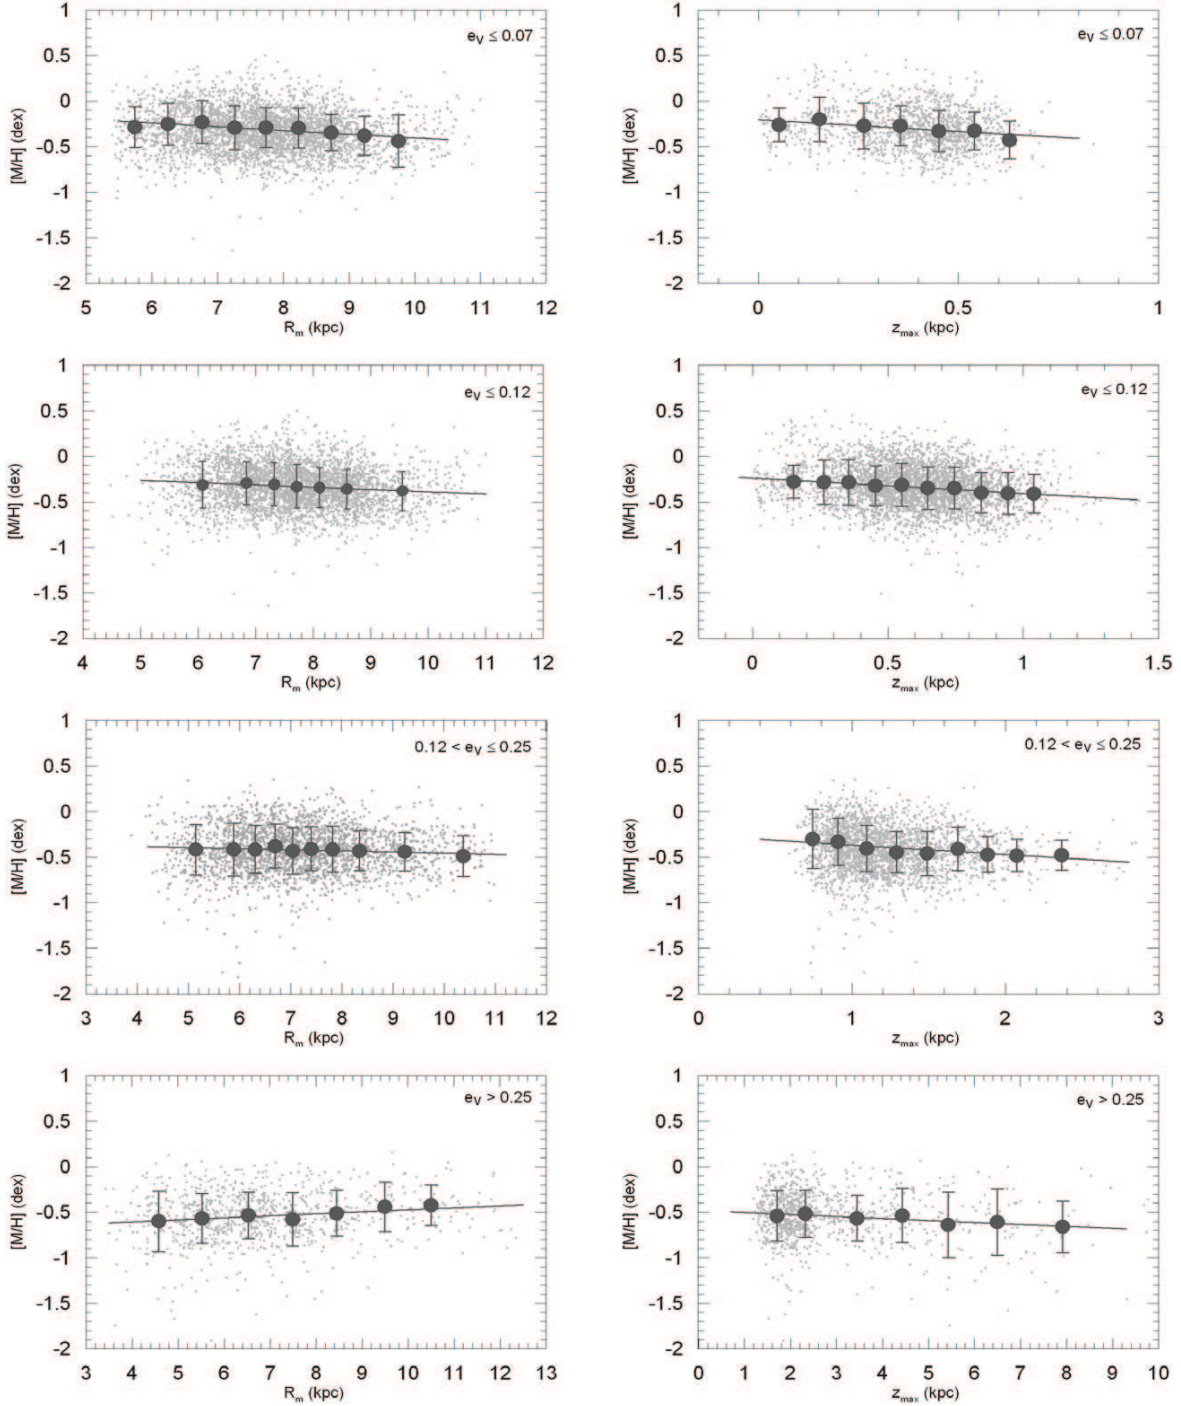 1
0.5
0
-0.5
-1
-1.5
-2
[M/H] (dex)
e_V ≤ 0.07
5 6 7 8 9 10 11 12
R_m (kpc)
1
0.5
0
-0.5
-1
-1.5
-2
[M/H] (dex)
e_V ≤ 0.07
0 0.5 1
z_max (kpc)
1
0.5
0
-0.5
-1
-1.5
-2
[M/H] (dex)
e_V ≤ 0.12
4 5 6 7 8 9 10 11 12
R_m (kpc)
1
0.5
0
-0.5
-1
-1.5
-2
[M/H] (dex)
e_V ≤ 0.12
0 0.5 1 1.5
z_max (kpc)
1
0.5
0
-0.5
-1
-1.5
-2
[M/H] (dex)
0.12 < e_V ≤ 0.25
3 4 5 6 7 8 9 10 11 12
R_m (kpc)
1
0.5
0
-0.5
-1
-1.5
-2
[M/H] (dex)
0.12 < e_V ≤ 0.25
0 1 2 3
z_max (kpc)
1
0.5
0
-0.5
-1
-1.5
-2
[M/H] (dex)
e_V > 0.25
3 4 5 6 7 8 9 10 11 12 13
R_m (kpc)
1
0.5
0
-0.5
-1
-1.5
-2
[M/H] (dex)
e_V > 0.25
0 1 2 3 4 5 6 7 8 9 10
z_max (kpc)